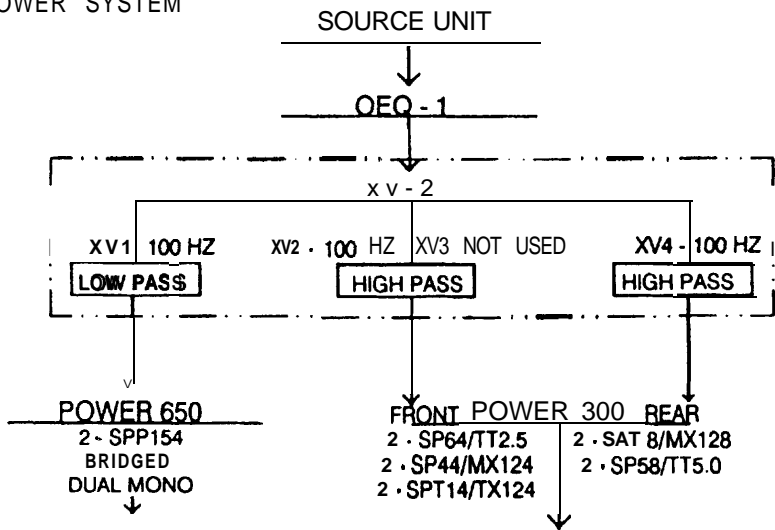 OWER SYSTEM
SOURCE UNIT
OEQ - 1
x v - 2
XV1 100 HZ XV2 · 100 HZ XV3 NOT USED XV4 - 100 HZ
LOW PASS HIGH PASS HIGH PASS
POWER 650 FRONT POWER 300 REAR
2 - SPP154 2 · SP64/TT2.5 2 · SAT 8/MX128
BRIDGED 2 · SP44/MX124 2 · SP58/TT5.0
DUAL MONO 2 · SPT14/TX124